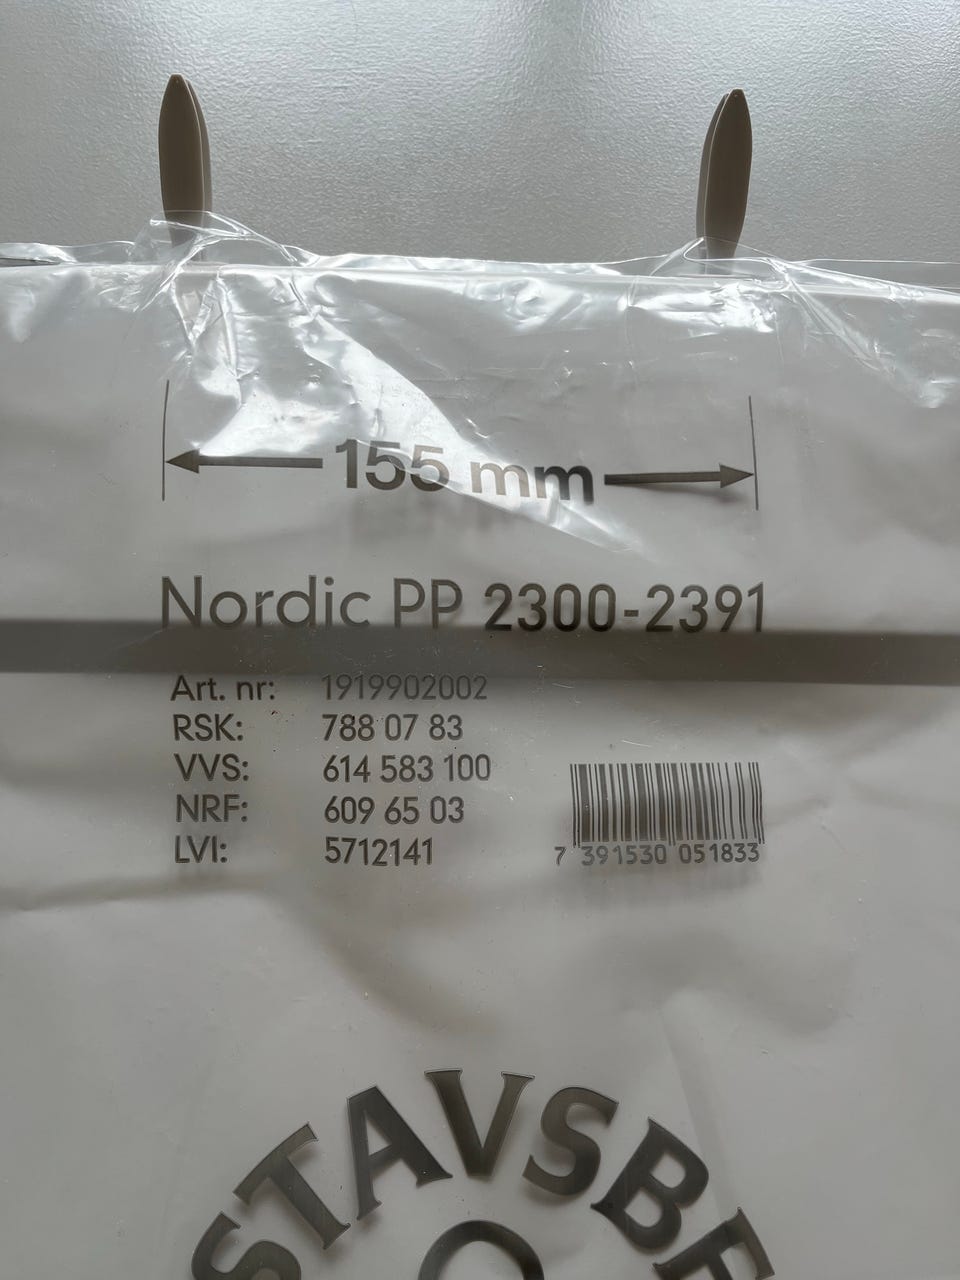 155 mm
Nordic PP 2300-2391
Art. nr: 1919902002
RSK: 788 07 83
VVS: 614 583 100
NRF: 609 65 03
LVI: 5712141
7 391530 051833
STAVSBE